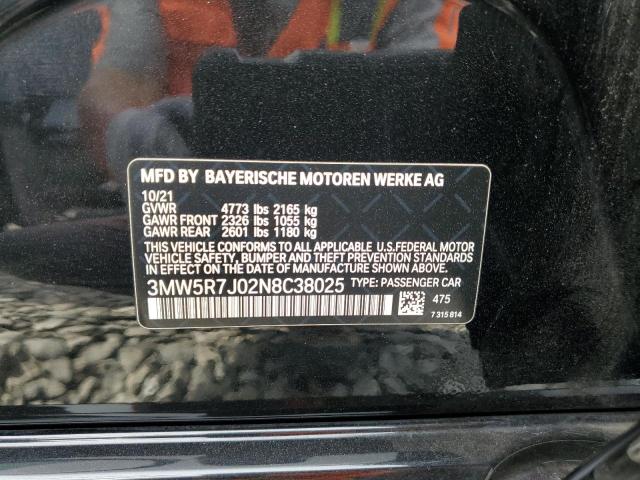 MFD BY BAYERISCHE MOTOREN WERKE AG
10/21
GVWR 4773 lbs 2165 kg
GAWR FRONT 2326 lbs 1055 kg
GAWR REAR 2601 lbs 1180 kg
THIS VEHICLE CONFORMS TO ALL APPLICABLE U.S.FEDERAL MOTOR
VEHICLE SAFETY, BUMPER AND THEFT PREVENTION
STANDARDS IN EFFECT ON THE DATE OF MANUFACTURE
SHOWN ABOVE.
3MW5R7J02N8C38025 TYPE: PASSENGER CAR
475
7 315 814